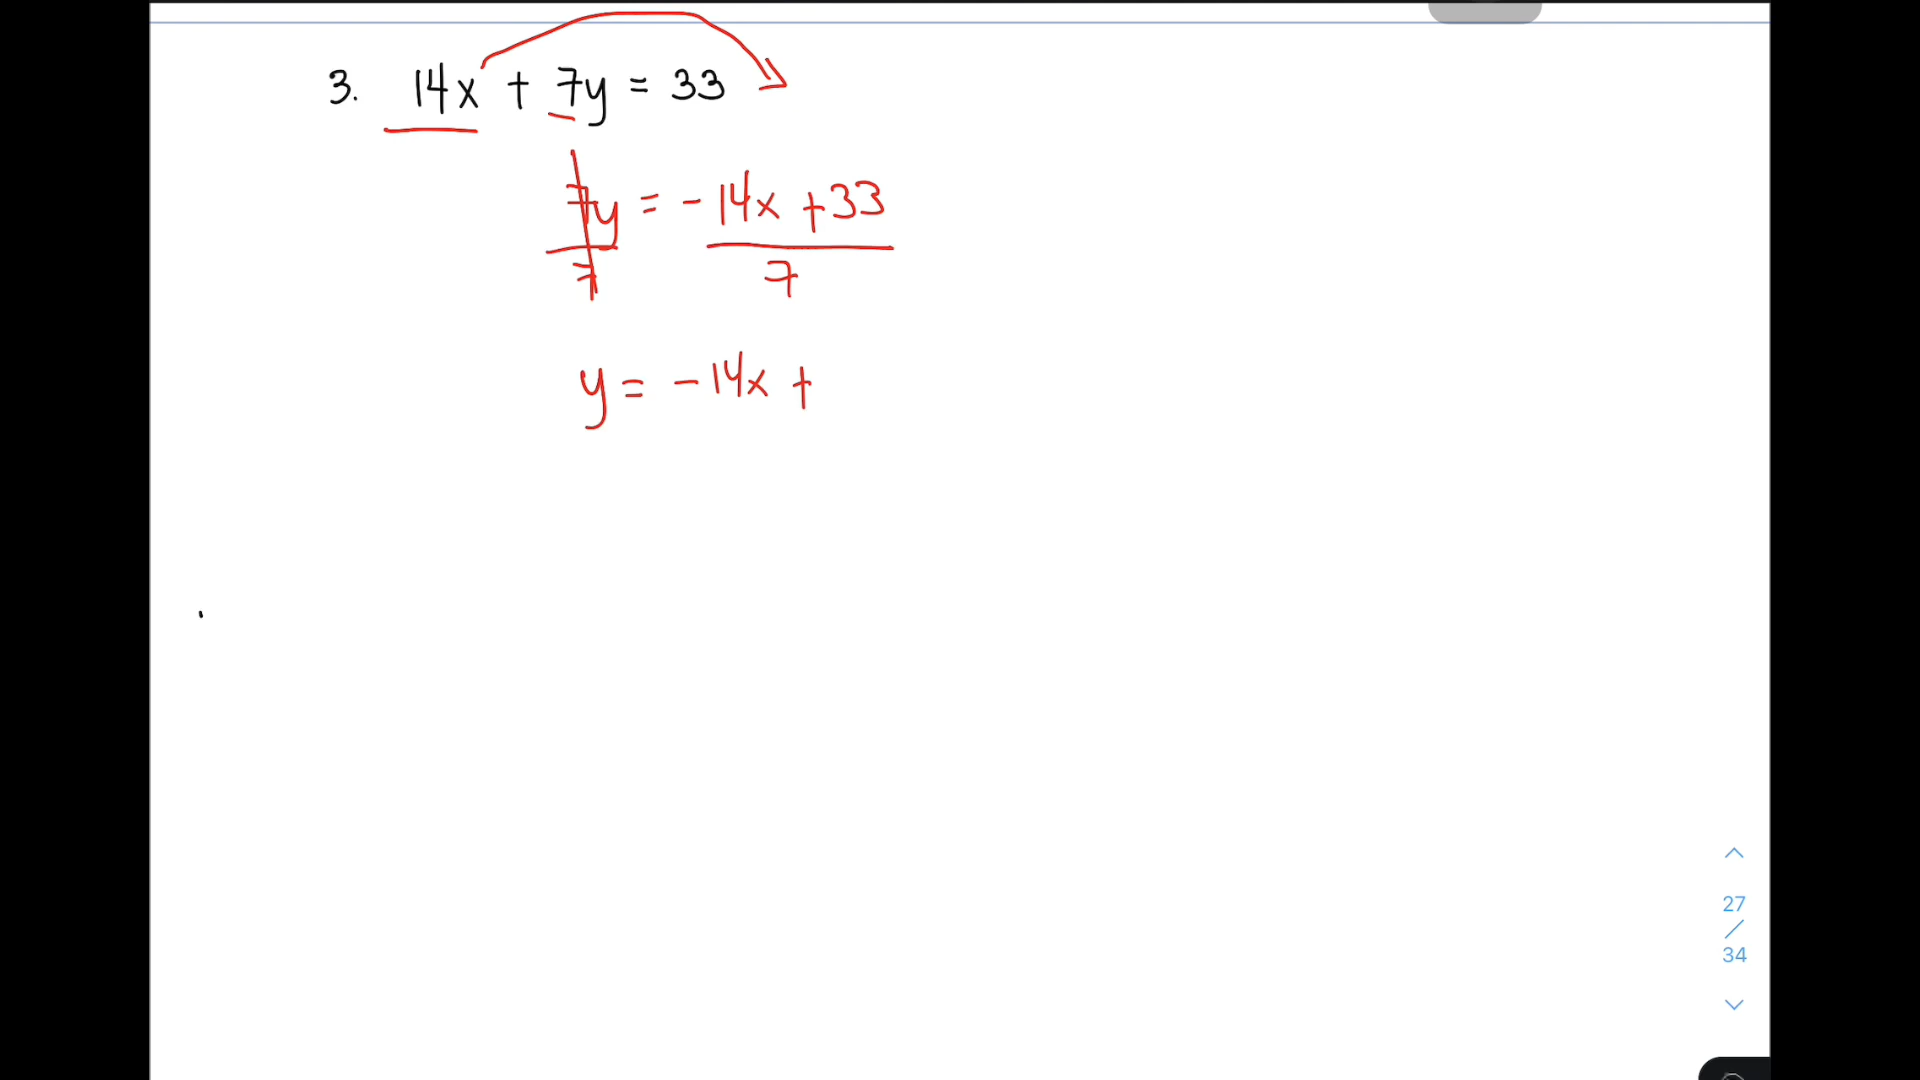 3. 14x + 7y = 33
7y = -14x + 33
7 7
y = -14x +
27
/
34